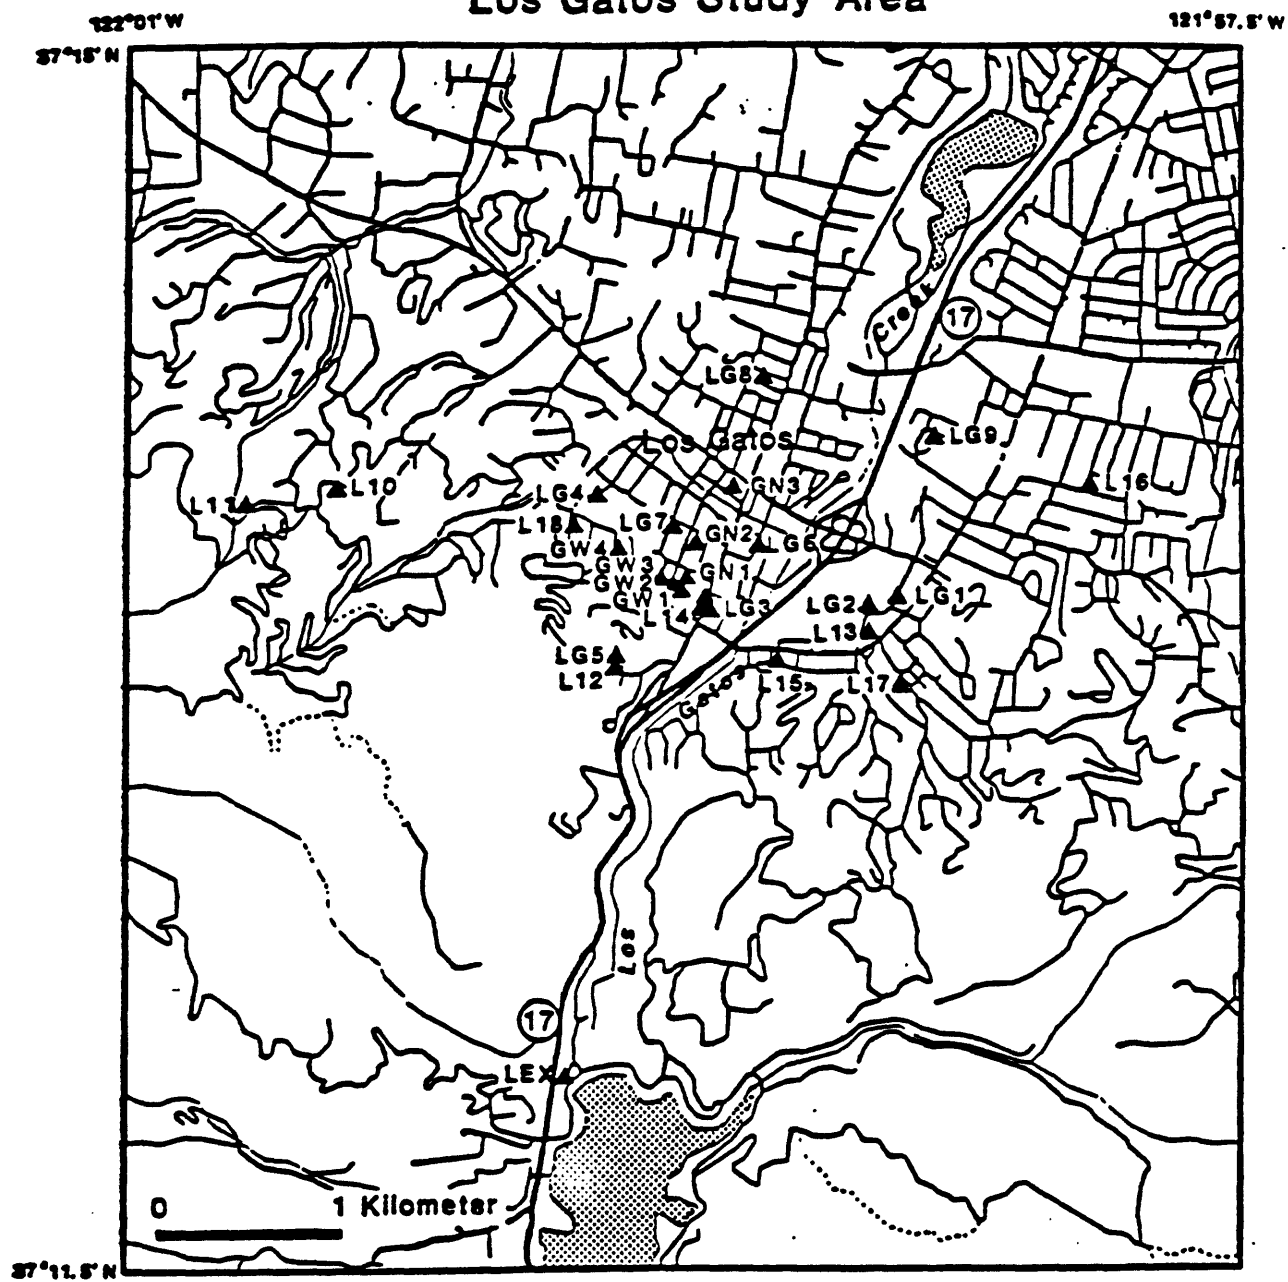 Los Gatos Study Area
122°01' W
121°57.5' W
37°15' N
Creek
17
LG8
Los Gatos
LG9
L11
L10
LG4
GN3
L16
L18
LG7
GN2
LG6
GW4
GW3
GW2
GN1
GW1
L14
LG3
LG2
LG1
L13
LG5
L12
L15
L17
Gatos
Los
17
LEX
0
1 Kilometer
37°11.5' N